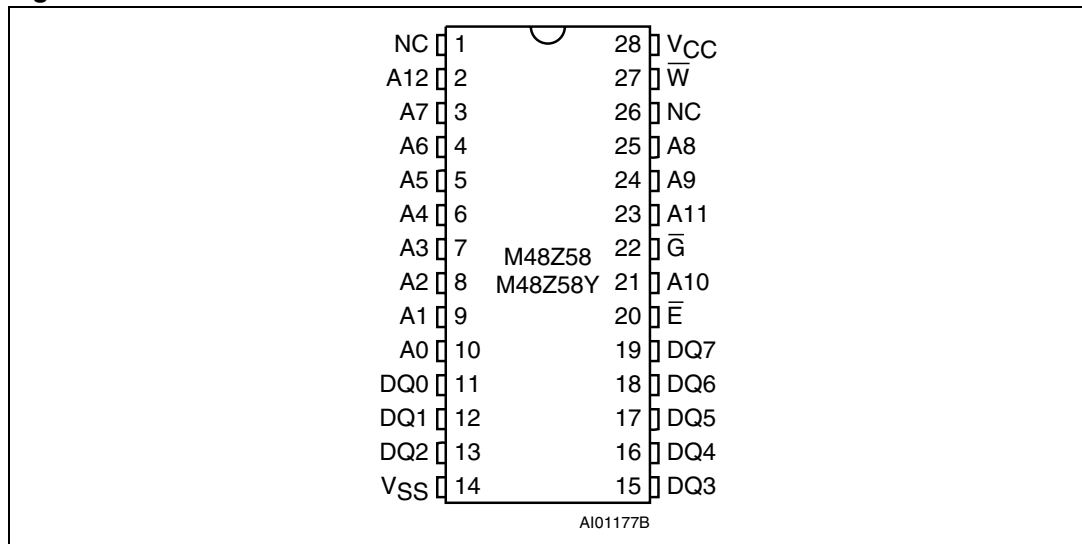 NC 1 28 VCC
A12 2 27 W̅
A7 3 26 NC
A6 4 25 A8
A5 5 24 A9
A4 6 23 A11
A3 7 M48Z58 22 G̅
A2 8 M48Z58Y 21 A10
A1 9 20 E̅
A0 10 19 DQ7
DQ0 11 18 DQ6
DQ1 12 17 DQ5
DQ2 13 16 DQ4
VSS 14 15 DQ3
AI01177B